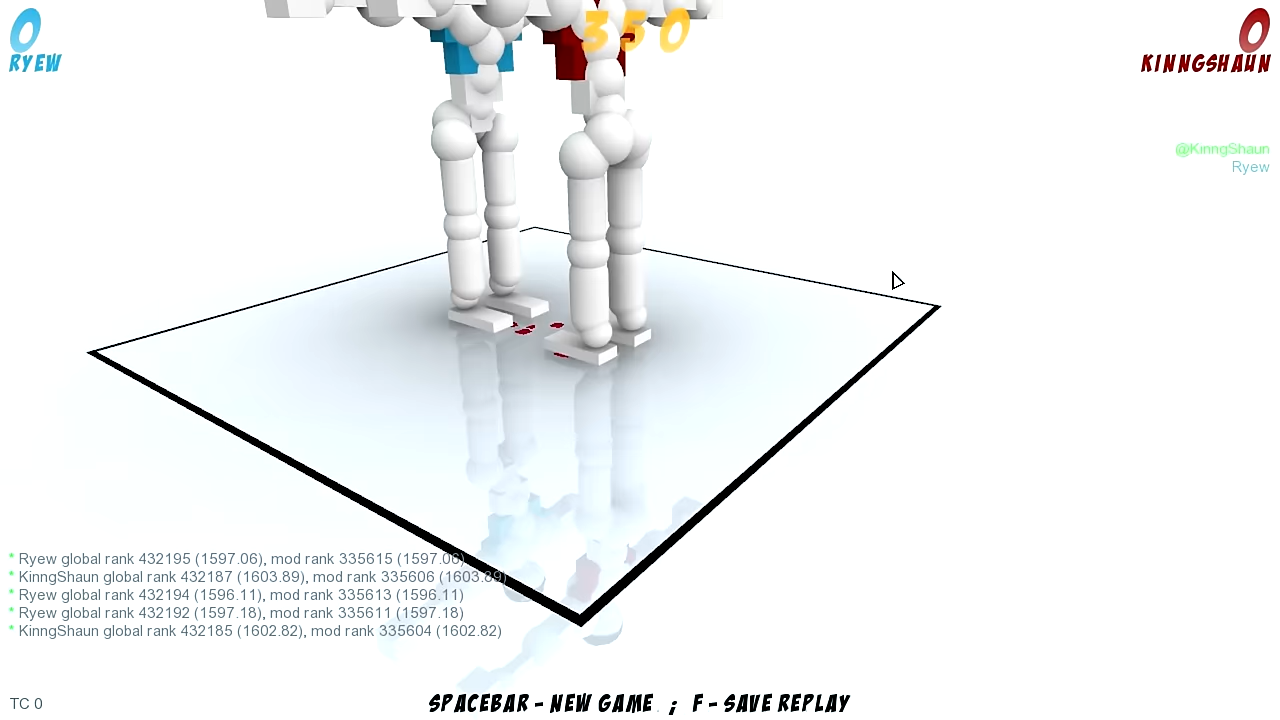 0
RYEW
350
0
KINNGSHAUN
@KinngShaun
Ryew
* Ryew global rank 432195 (1597.06), mod rank 335615 (1597.06)
* KinngShaun global rank 432187 (1603.89), mod rank 335606 (1603.89)
* Ryew global rank 432194 (1596.11), mod rank 335613 (1596.11)
* Ryew global rank 432192 (1597.18), mod rank 335611 (1597.18)
* KinngShaun global rank 432185 (1602.82), mod rank 335604 (1602.82)
TC 0
SPACEBAR - NEW GAME ; F - SAVE REPLAY